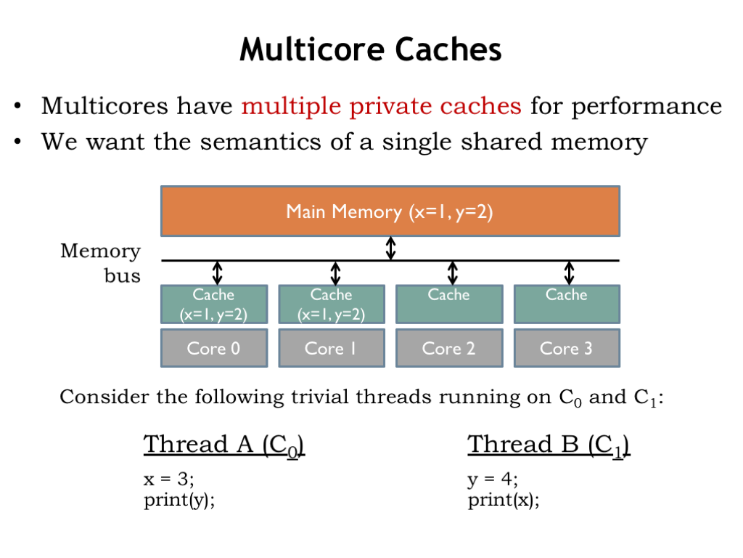 Multicore Caches
• Multicores have multiple private caches for performance
• We want the semantics of a single shared memory
Main Memory (x=1, y=2)
Memory
bus
Cache
(x=1, y=2)
Cache
(x=1, y=2)
Cache
Cache
Core 0
Core 1
Core 2
Core 3
Consider the following trivial threads running on C₀ and C₁:
Thread A (C₀)
x = 3;
print(y);
Thread B (C₁)
y = 4;
print(x);